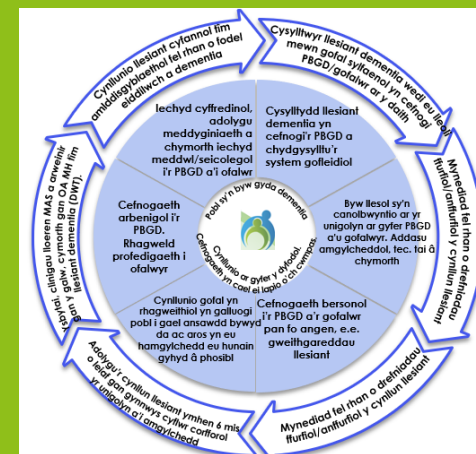 Cynllunio llesiant cyfannol fim
amlddisgyblaethol fel rhan o fodel
eiddilwch a dementia
Cysylltwyr llesiant dementia wedi eu lleoli
mewn gofal sylfaenol yn cefnogi
PBGD/gofalwr ar y daith
Mynediad fel rhan o drefniadau
ffurfiol/anffurfiol y cynllun llesiant
Mynediad fel rhan o drefniadau
ffurfiol/anffurfiol y cynllun llesiant
Adolygu'r cynllun llesiant ymhen 6 mis
o leiaf gan gynnwys cyflwr corfforol
yr unigolyn a'i amgylchedd
Ysbyfai, clinigau lloeren MAS a arweinir
gan y galw, cymorth gan OA MH fim
llesiant dementia (DWT).
Iechyd cyffredinol,
adolygu
meddyginiaeth a
chymorth iechyd
meddwl/seicolegol
i'r PBGD a'i ofalwr
Cysylltydd llesiant
dementia yn
cefnogi'r PBGD a
chydgysylltu'r
system gofleidiol
Byw llesol sy'n
canolbwyntio ar yr
unigolyn ar gyfer PBGD
a'u gofalwyr. Addasu
amgylcheddol, tec. tai â
chymorth
Cefnogaeth bersonol
i'r PBGD a'r gofalwr
pan fo angen, e.e.
gweithgareddau
llesiant
Cynllunio gofal yn
rhagweithiol yn galluogi
pobl i gael ansawdd bywyd
da ac aros yn eu
hamgylchedd eu hunain
gyhyd â phosibl
Cefnogaeth
arbenigol i'r
PBGD.
Rhagweld
profedigaeth i
ofalwyr
Pobl sy'n byw gyda dementia
Cynllunio ar gyfer y dyfodol.
Cefnogaeth yn cael ei lapio o'ch cwmpas.